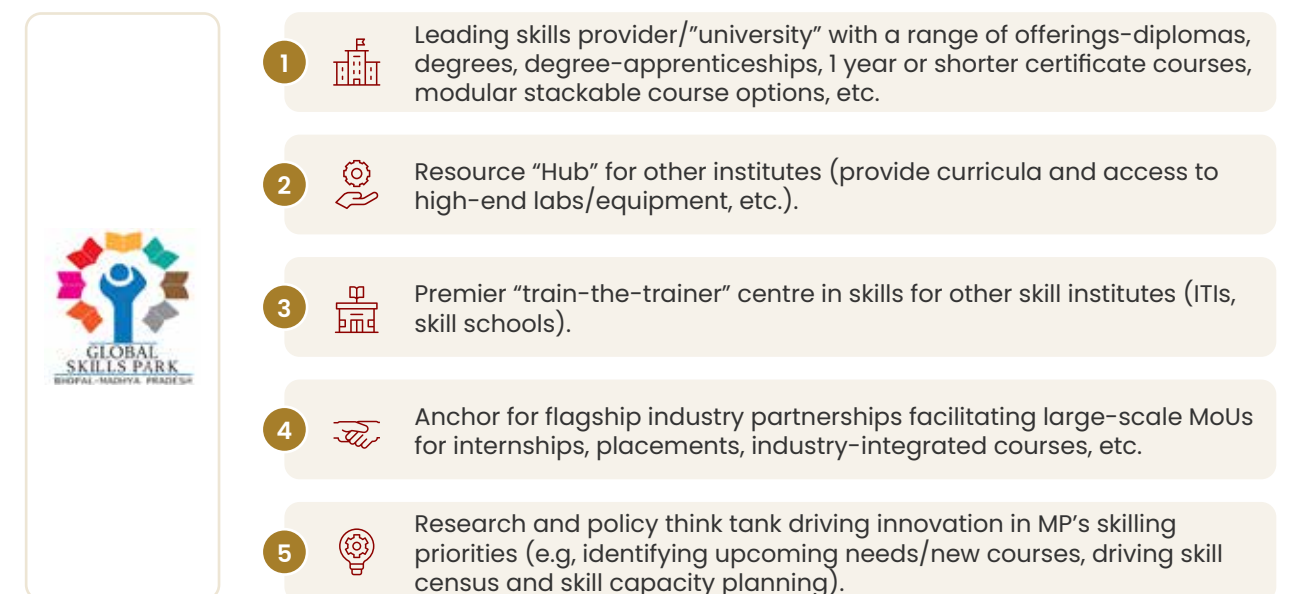 1
Leading skills provider/”university” with a range of offerings-diplomas,
degrees, degree-apprenticeships, 1 year or shorter certificate courses,
modular stackable course options, etc.
2
Resource “Hub” for other institutes (provide curricula and access to
high-end labs/equipment, etc.).
3
Premier “train-the-trainer” centre in skills for other skill institutes (ITIs,
skill schools).
GLOBAL
SKILLS PARK
BHOPAL-MADHYA PRADESH
4
Anchor for flagship industry partnerships facilitating large-scale MoUs
for internships, placements, industry-integrated courses, etc.
5
Research and policy think tank driving innovation in MP’s skilling
priorities (e.g, identifying upcoming needs/new courses, driving skill
census and skill capacity planning).